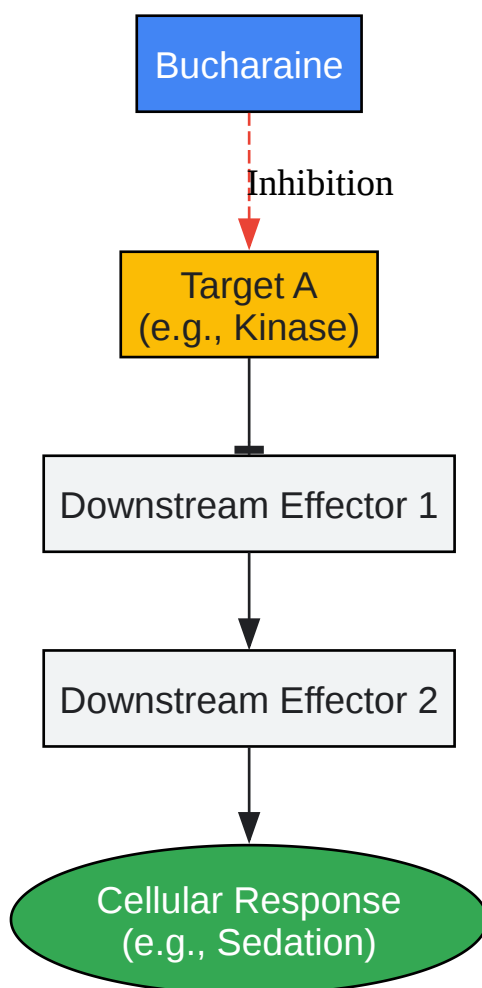 Bucharaine
Inhibition
Target A
(e.g., Kinase)
Downstream Effector 1
Downstream Effector 2
Cellular Response
(e.g., Sedation)